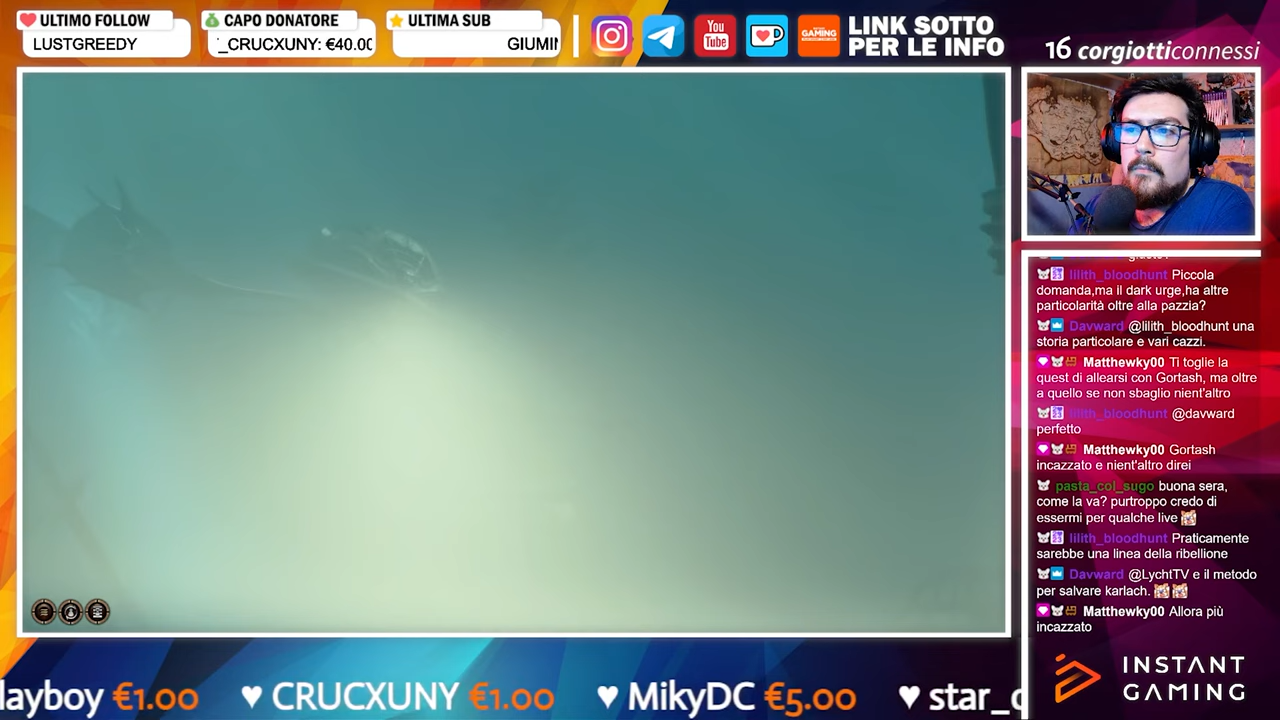 ULTIMO FOLLOW
LUSTGREEDY
CAPO DONATORE
_CRUCXUNY: €40.00
ULTIMA SUB
GIUMIN
You
Tube
GAMING
LINK SOTTO
PER LE INFO
16 corgiotticonnessi
lilith_bloodhunt Piccola
domanda,ma il dark urge,ha altre
particolarità oltre alla pazzia?
Davward @lilith_bloodhunt una
storia particolare e vari cazzi.
Matthewky00 Ti toglie la
quest di allearsi con Gortash, ma oltre
a quello se non sbaglio nient'altro
lilith_bloodhunt @davward
perfetto
Matthewky00 Gortash
incazzato e nient'altro direi
pasta_col_sugo buona sera,
come la va? purtroppo credo di
essermi per qualche live
lilith_bloodhunt Praticamente
sarebbe una linea della ribellione
Davward @LychtTV e il metodo
per salvare karlach.
Matthewky00 Allora più
incazzato
INSTANT
GAMING
layboy €1.00 ♥ CRUCXUNY €1.00 ♥ MikyDC €5.00 ♥ star_